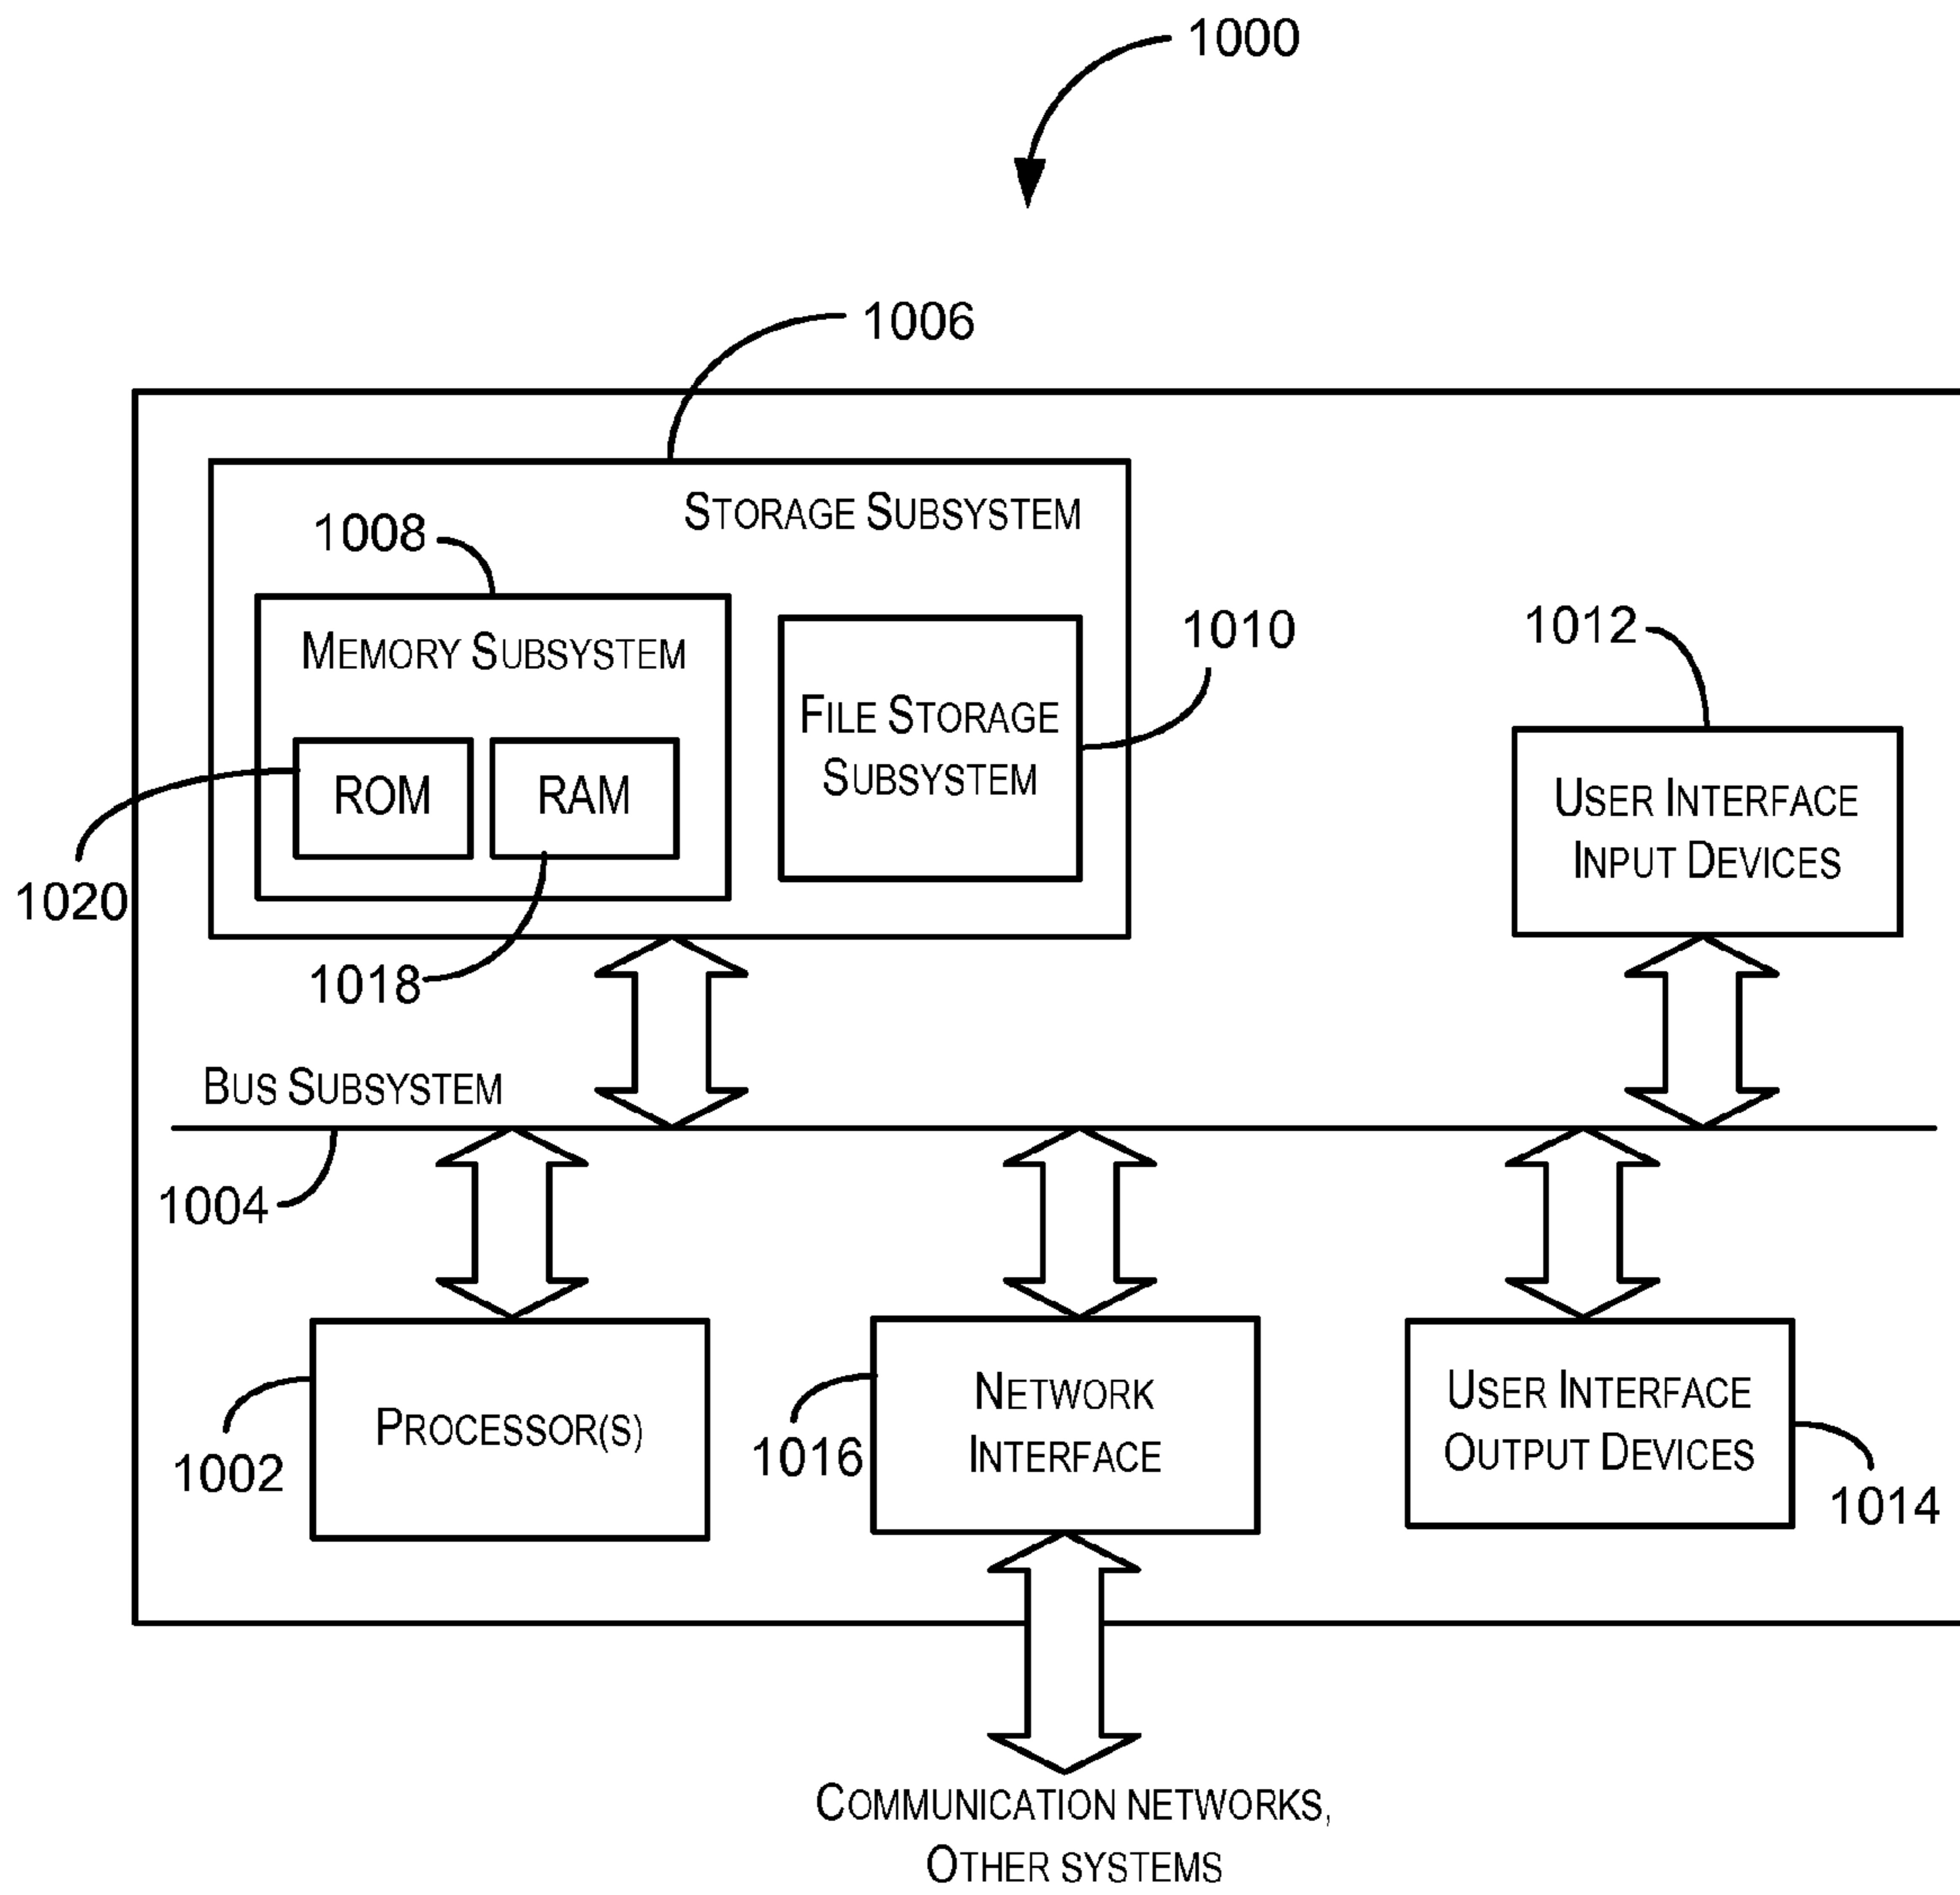 1000
1006
STORAGE SUBSYSTEM
1008
MEMORY SUBSYSTEM
1010
1012
FILE STORAGE
SUBSYSTEM
ROM
RAM
USER INTERFACE
INPUT DEVICES
1020
1018
BUS SUBSYSTEM
1004
PROCESSOR(S)
1002
NETWORK
INTERFACE
1016
USER INTERFACE
OUTPUT DEVICES
1014
COMMUNICATION NETWORKS,
OTHER SYSTEMS